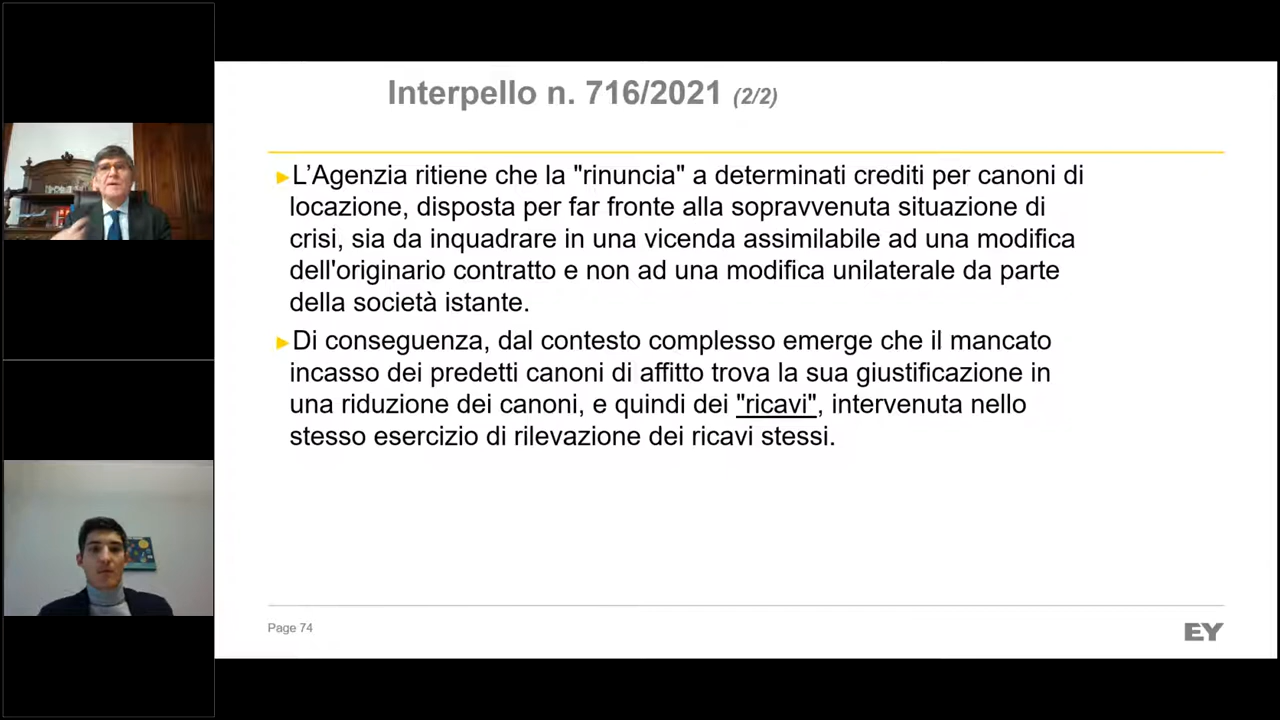 Interpello n. 716/2021 (2/2)
►L’Agenzia ritiene che la "rinuncia" a determinati crediti per canoni di
locazione, disposta per far fronte alla sopravvenuta situazione di
crisi, sia da inquadrare in una vicenda assimilabile ad una modifica
dell'originario contratto e non ad una modifica unilaterale da parte
della società istante.
►Di conseguenza, dal contesto complesso emerge che il mancato
incasso dei predetti canoni di affitto trova la sua giustificazione in
una riduzione dei canoni, e quindi dei "ricavi", intervenuta nello
stesso esercizio di rilevazione dei ricavi stessi.
Page 74
EY